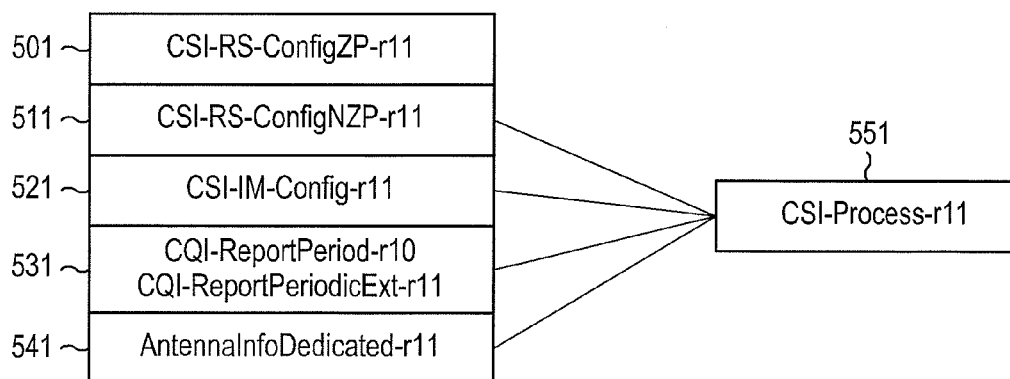 501
CSI-RS-ConfigZP-r11
511
CSI-RS-ConfigNZP-r11
521
CSI-IM-Config-r11
531
CQI-ReportPeriod-r10
CQI-ReportPeriodicExt-r11
541
AntennaInfoDedicated-r11
551
CSI-Process-r11